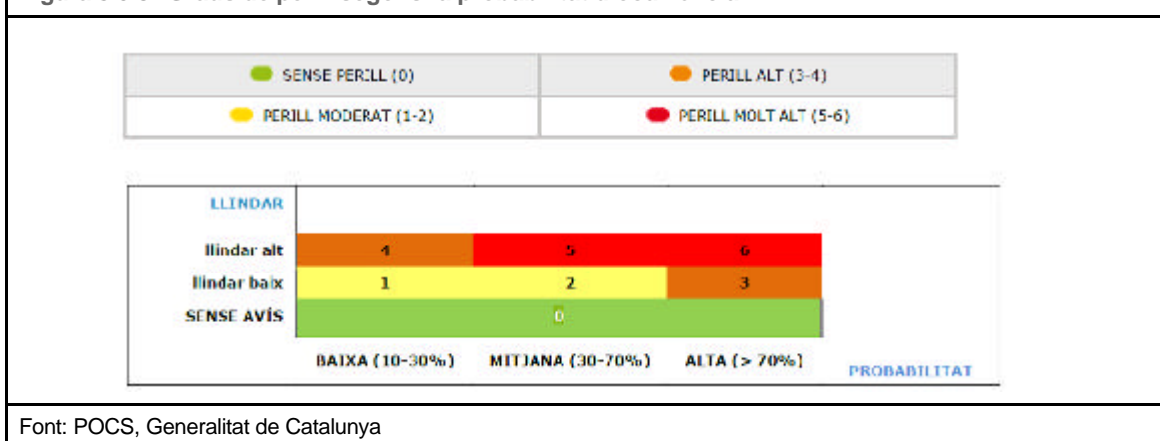 SENSE PERILL (0)
PERILL ALT (3-4)
PERILL MODERAT (1-2)
PERILL MOLT ALT (5-6)
LLINDAR
llindar alt 4 5 6
llindar baix 1 2 3
SENSE AVÍS 0
BAIXA (10-30%) MITJANA (30-70%) ALTA (> 70%)
PROBABILITAT
Font: POCS, Generalitat de Catalunya